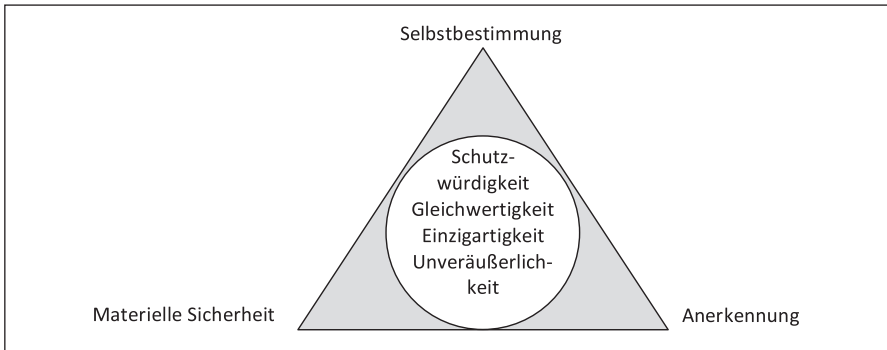 Selbstbestimmung
Schutz-
würdigkeit
Gleichwertigkeit
Einzigartigkeit
Unveräußerlich-
keit
Materielle Sicherheit
Anerkennung